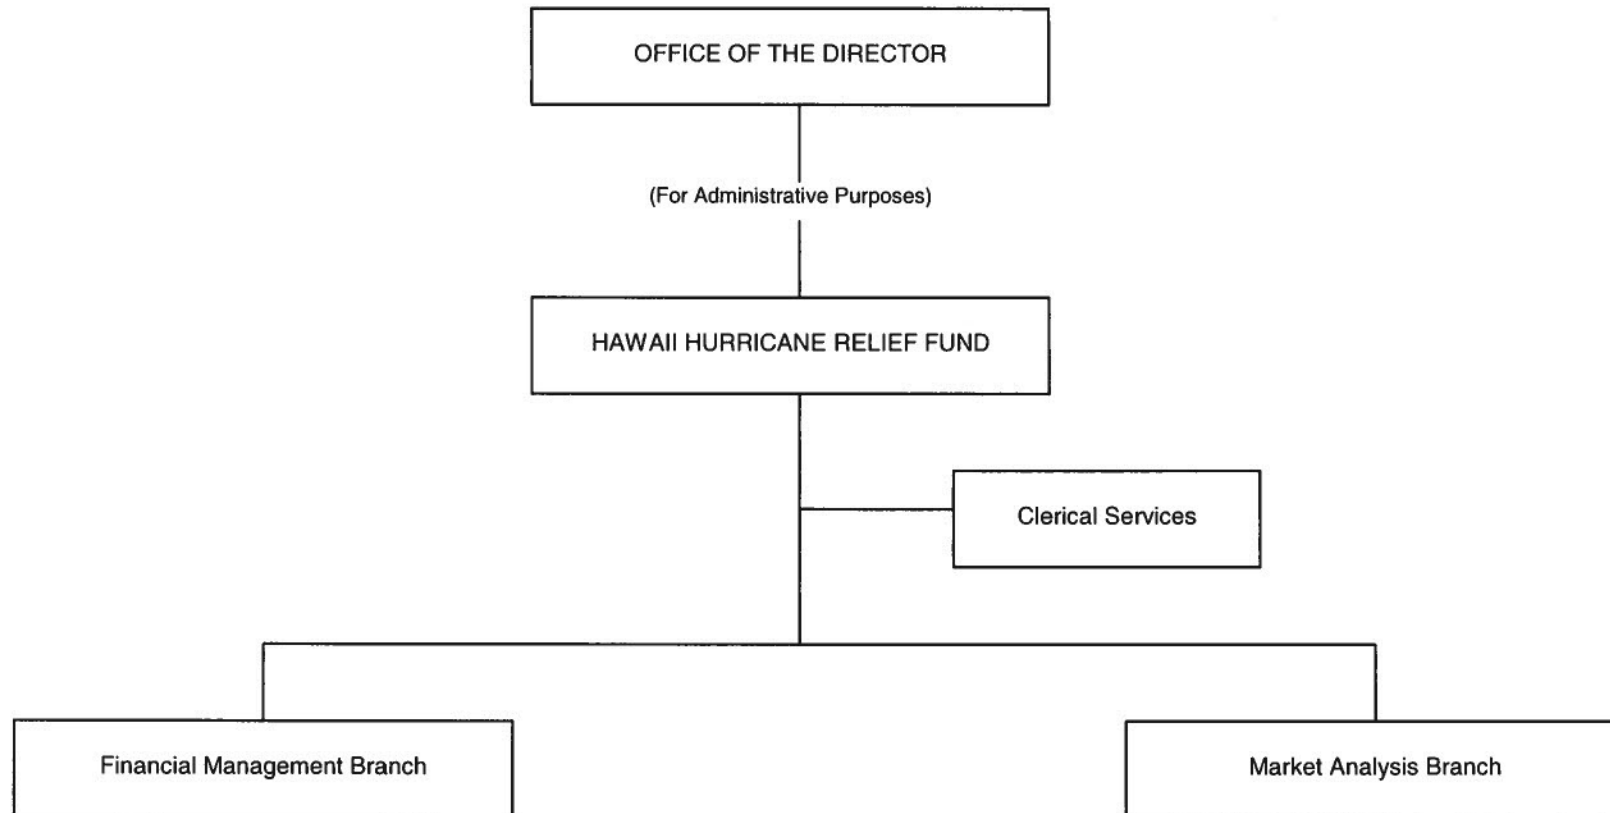 OFFICE OF THE DIRECTOR
(For Administrative Purposes)
HAWAII HURRICANE RELIEF FUND
Clerical Services
Financial Management Branch
Market Analysis Branch